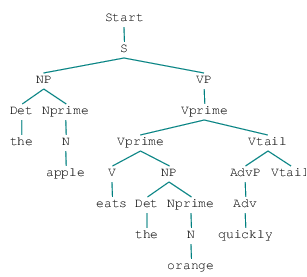 Start
S
NP VP
Det Nprime Vprime
the N Vprime Vtail
apple V NP AdvP Vtail
eats Det Nprime Adv
the N quickly
orange